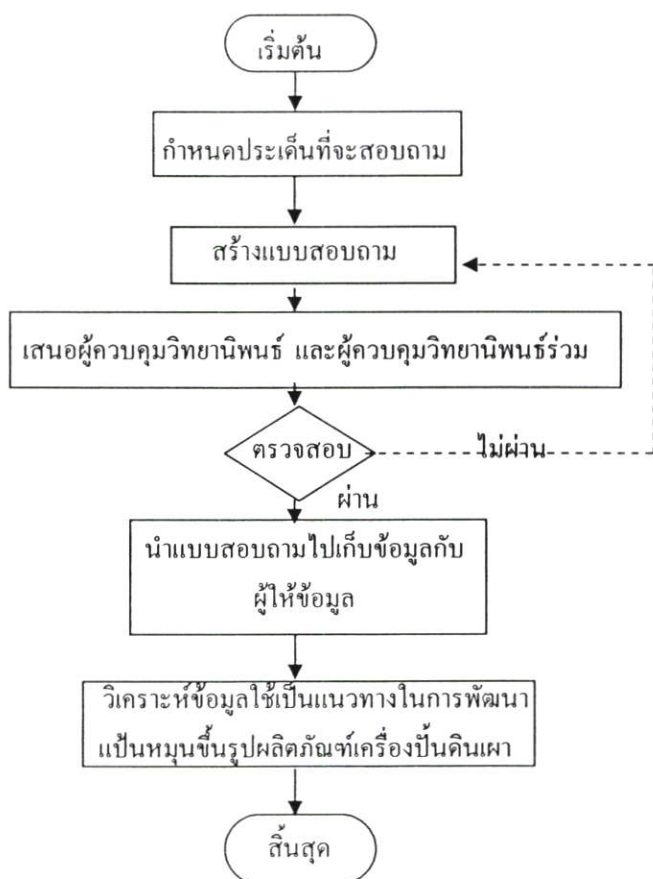 เริ่มต้น
กำหนดประเด็นที่จะสอบถาม
สร้างแบบสอบถาม
เสนอผู้ควบคุมวิทยานิพนธ์ และผู้ควบคุมวิทยานิพนธ์ร่วม
ตรวจสอบ
ไม่ผ่าน
ผ่าน
นำแบบสอบถามไปเก็บข้อมูลกับ
ผู้ให้ข้อมูล
วิเคราะห์ข้อมูลใช้เป็นแนวทางในการพัฒนา
แป้นหมุนขึ้นรูปผลิตภัณฑ์เครื่องปั้นดินเผา
สิ้นสุด